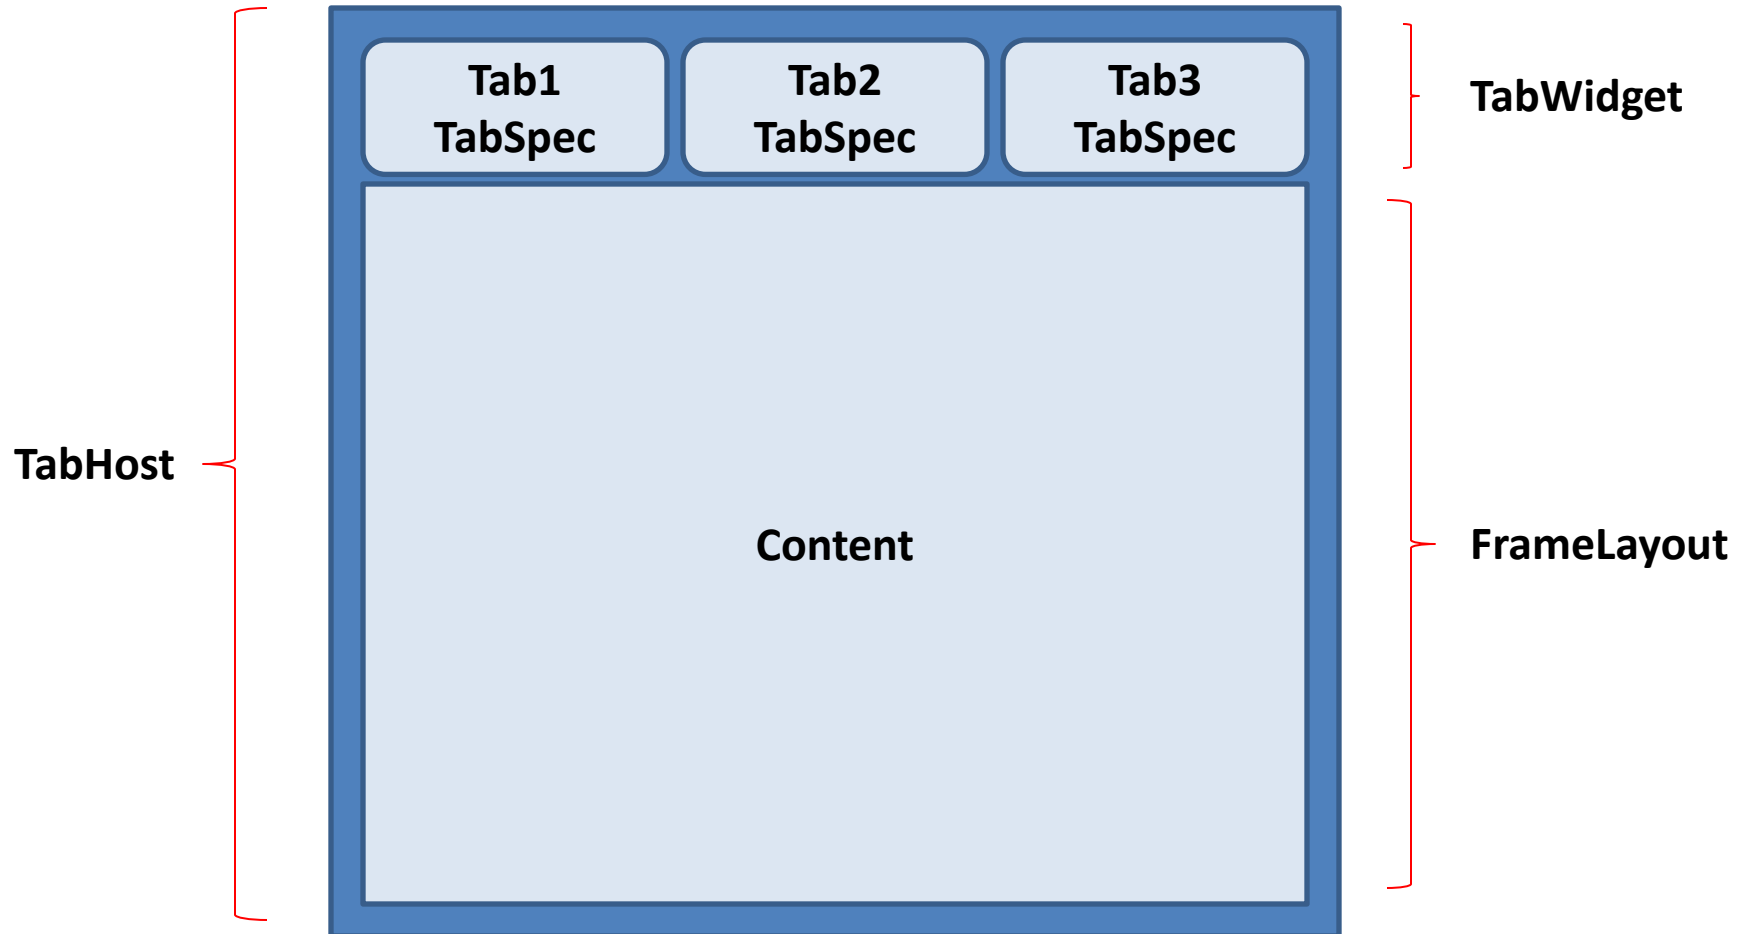 Tab1
TabSpec
Tab2
TabSpec
Tab3
TabSpec
TabWidget
TabHost
Content
FrameLayout